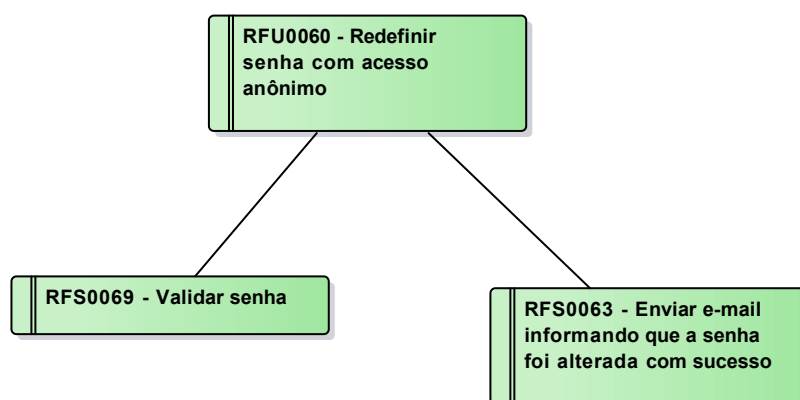 RFU0060 - Redefinir
senha com acesso
anônimo
RFS0069 - Validar senha
RFS0063 - Enviar e-mail
informando que a senha
foi alterada com sucesso